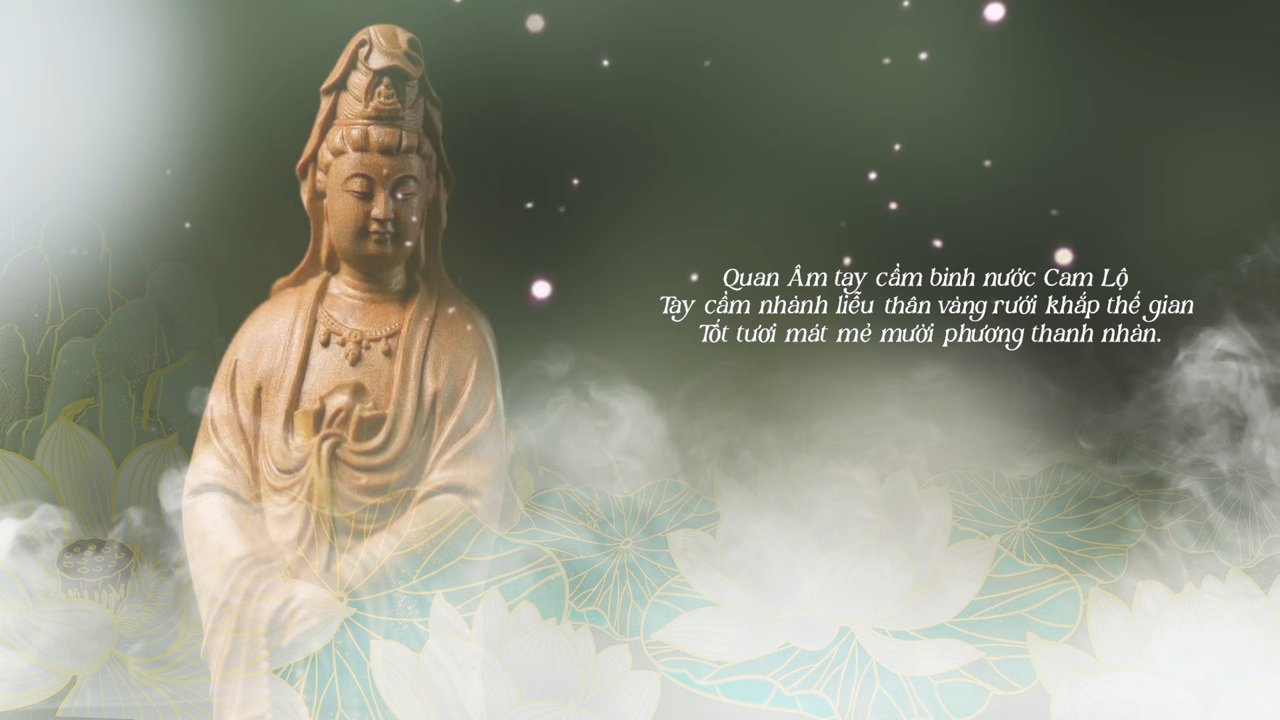 Quan Âm tay cầm bình nước Cam Lộ
Tay cầm nhành liễu thân vàng rưới khắp thế gian
Tốt tươi mát mẻ mười phương thanh nhàn.